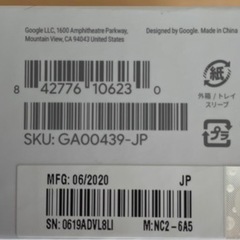 Google LLC, 1600 Amphitheatre Parkway, Designed by Google. Made in China
Mountain View, CA 94043 United States
紙
外箱 / トレイ
スリーブ
8 42776 10623 0
プラ
SKU: GA00439-JP
MFG: 06/2020 JP
SN: 0619ADVL8LI M:NC2-6A5